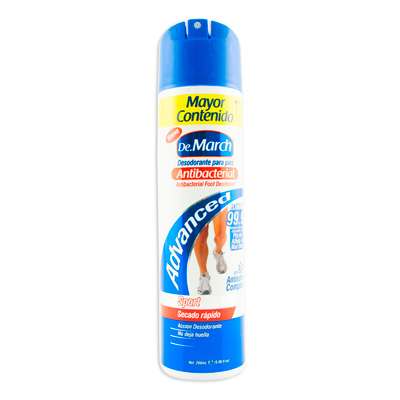 Mayor
Contenido
Nuevo
De.March
Desodorante para pies
Antibacterial
Antibacterial Foot Deodorant
Advanced
99.9
Sport
Secado rápido
Acción Desodorante
No deja huella